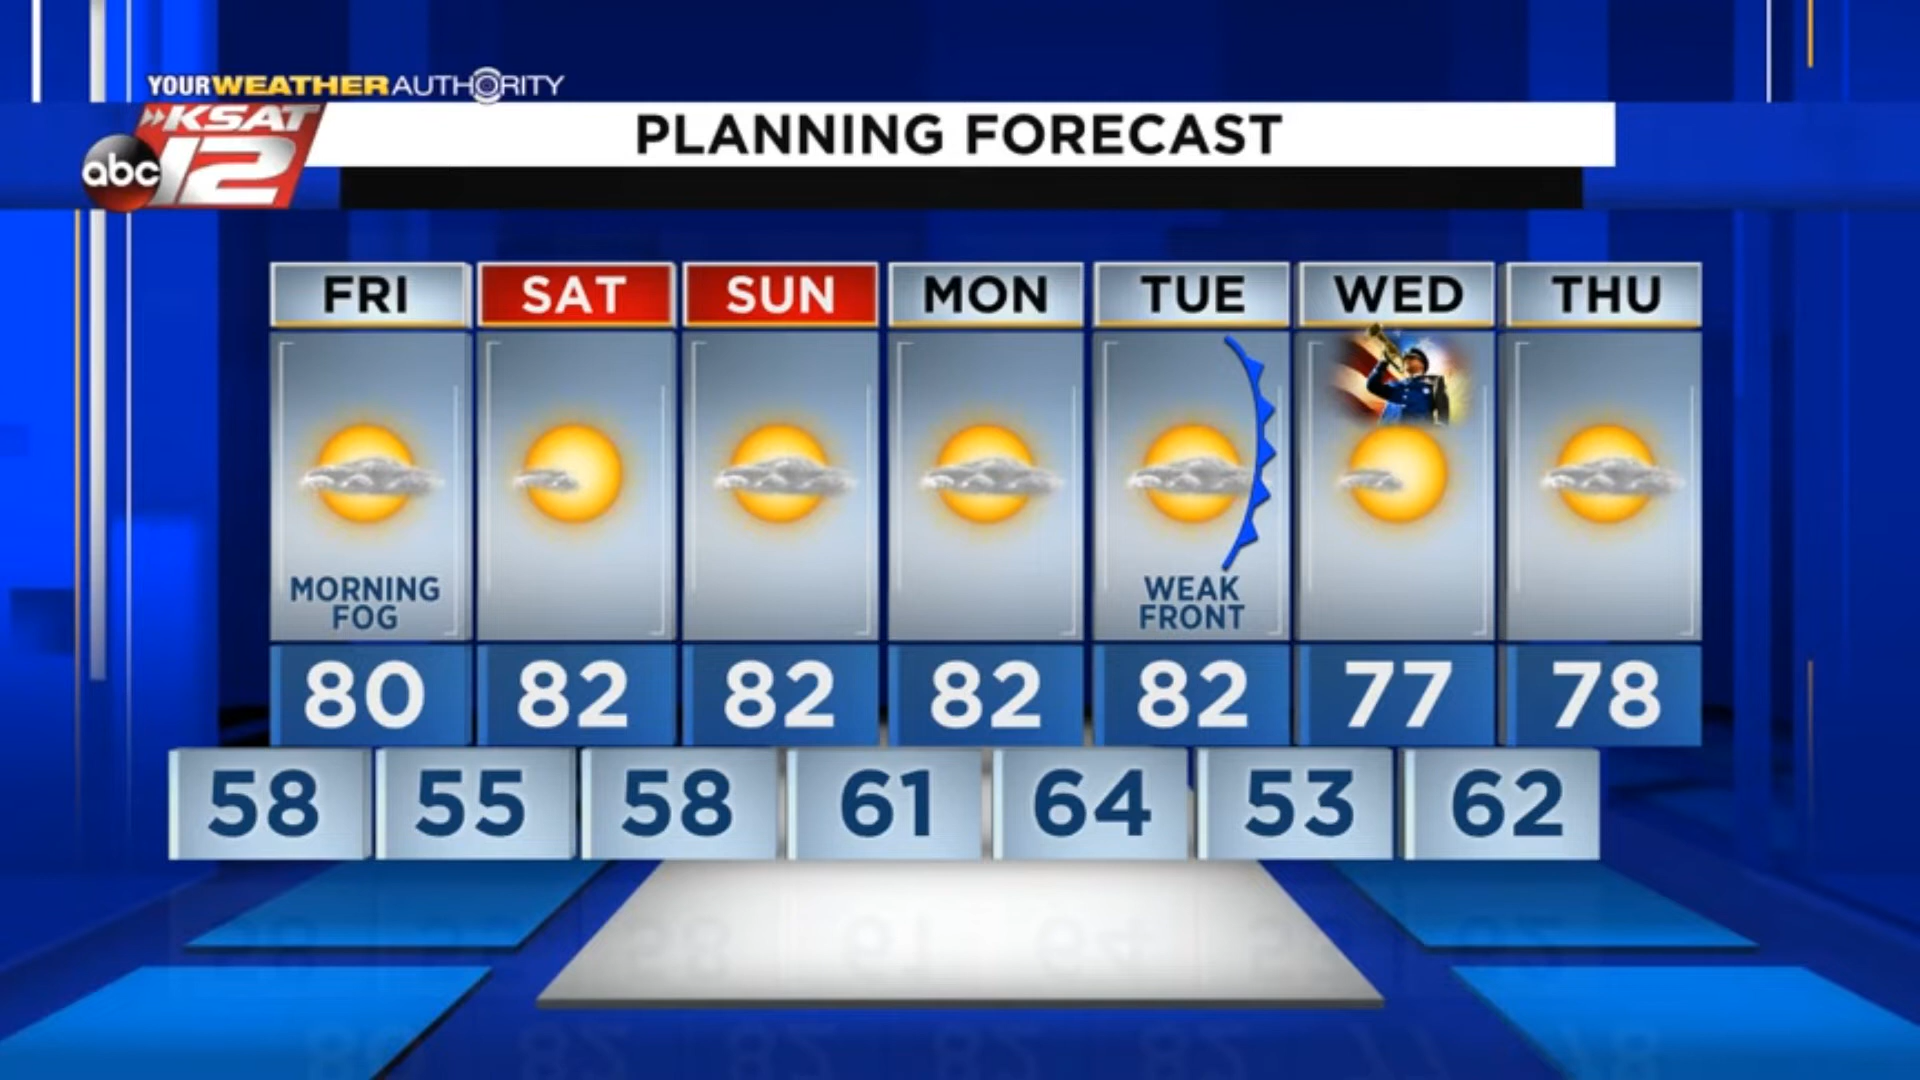 YOURWEATHERAUTHORITY
KSAT
abc 12
PLANNING FORECAST
FRI SAT SUN MON TUE WED THU
MORNING WEAK
FOG FRONT
80 82 82 82 82 77 78
58 55 58 61 64 53 62